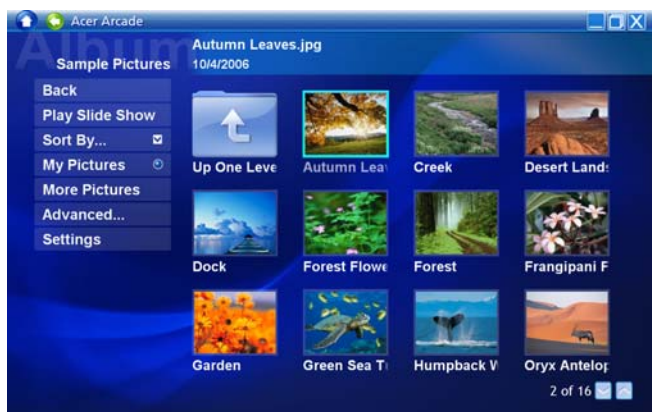 Acer Arcade
Album
Autumn Leaves.jpg
Sample Pictures
10/4/2006
Back
Play Slide Show
Sort By...
My Pictures
More Pictures
Advanced...
Settings
Up One Leve
Autumn Leav
Creek
Desert Lands
Dock
Forest Flowe
Forest
Frangipani F
Garden
Green Sea T
Humpback W
Oryx Antelop
2 of 16